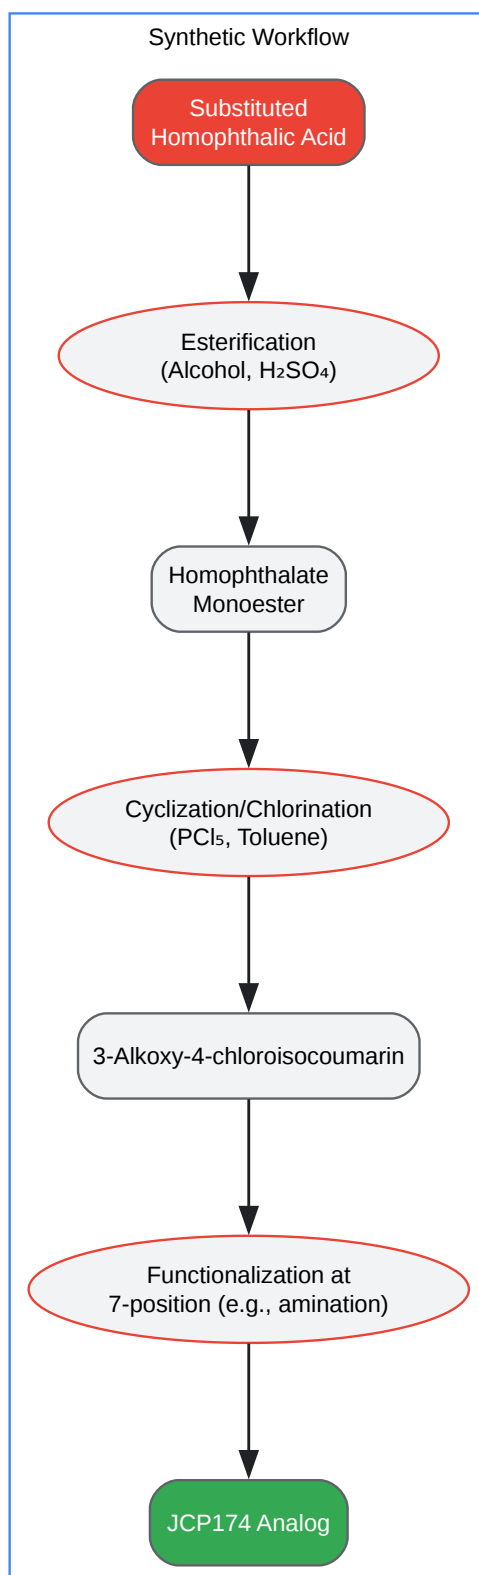 Synthetic Workflow
Substituted
Homophthalic Acid
Esterification
(Alcohol, H₂SO₄)
Homophthalate
Monoester
Cyclization/Chlorination
(PCl₅, Toluene)
3-Alkoxy-4-chloroisocoumarin
Functionalization at
7-position (e.g., amination)
JCP174 Analog